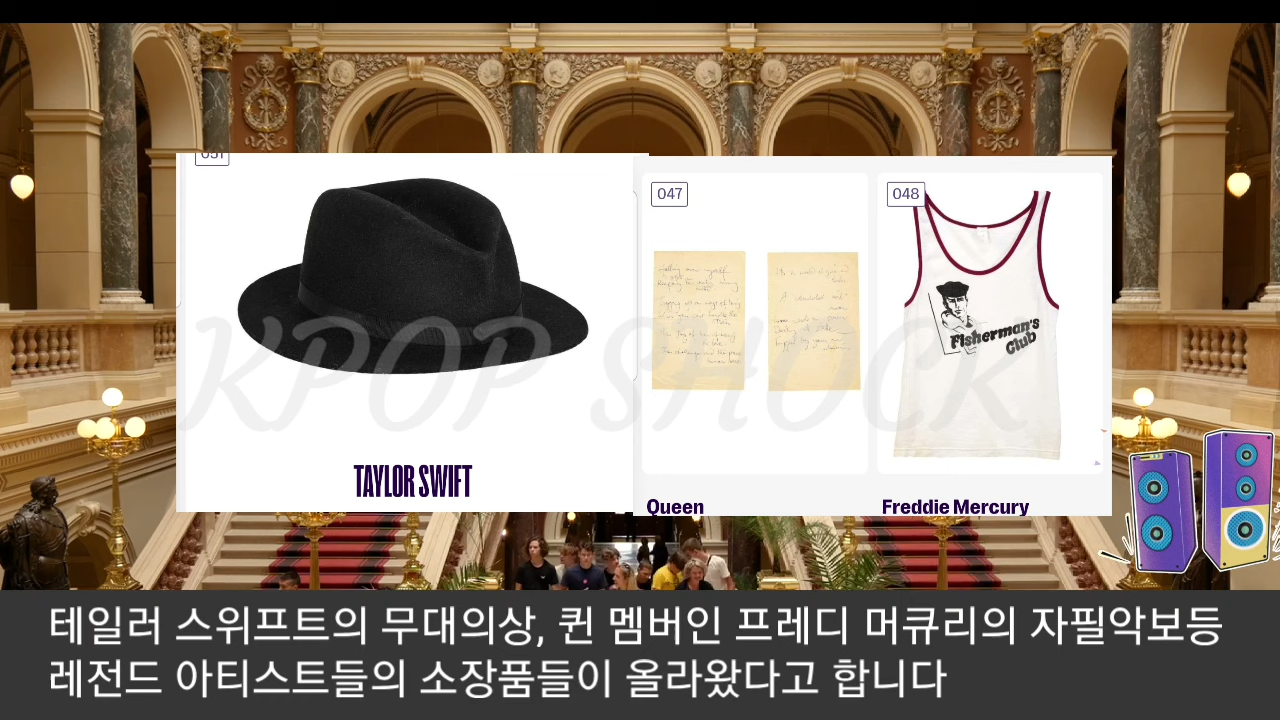 051
TAYLOR SWIFT
047
048
Fisherman's
Club
Queen
Freddie Mercury
KPOP SHOCK
테일러 스위프트의 무대의상, 퀸 멤버인 프레디 머큐리의 자필악보등
레전드 아티스트들의 소장품들이 올라왔다고 합니다